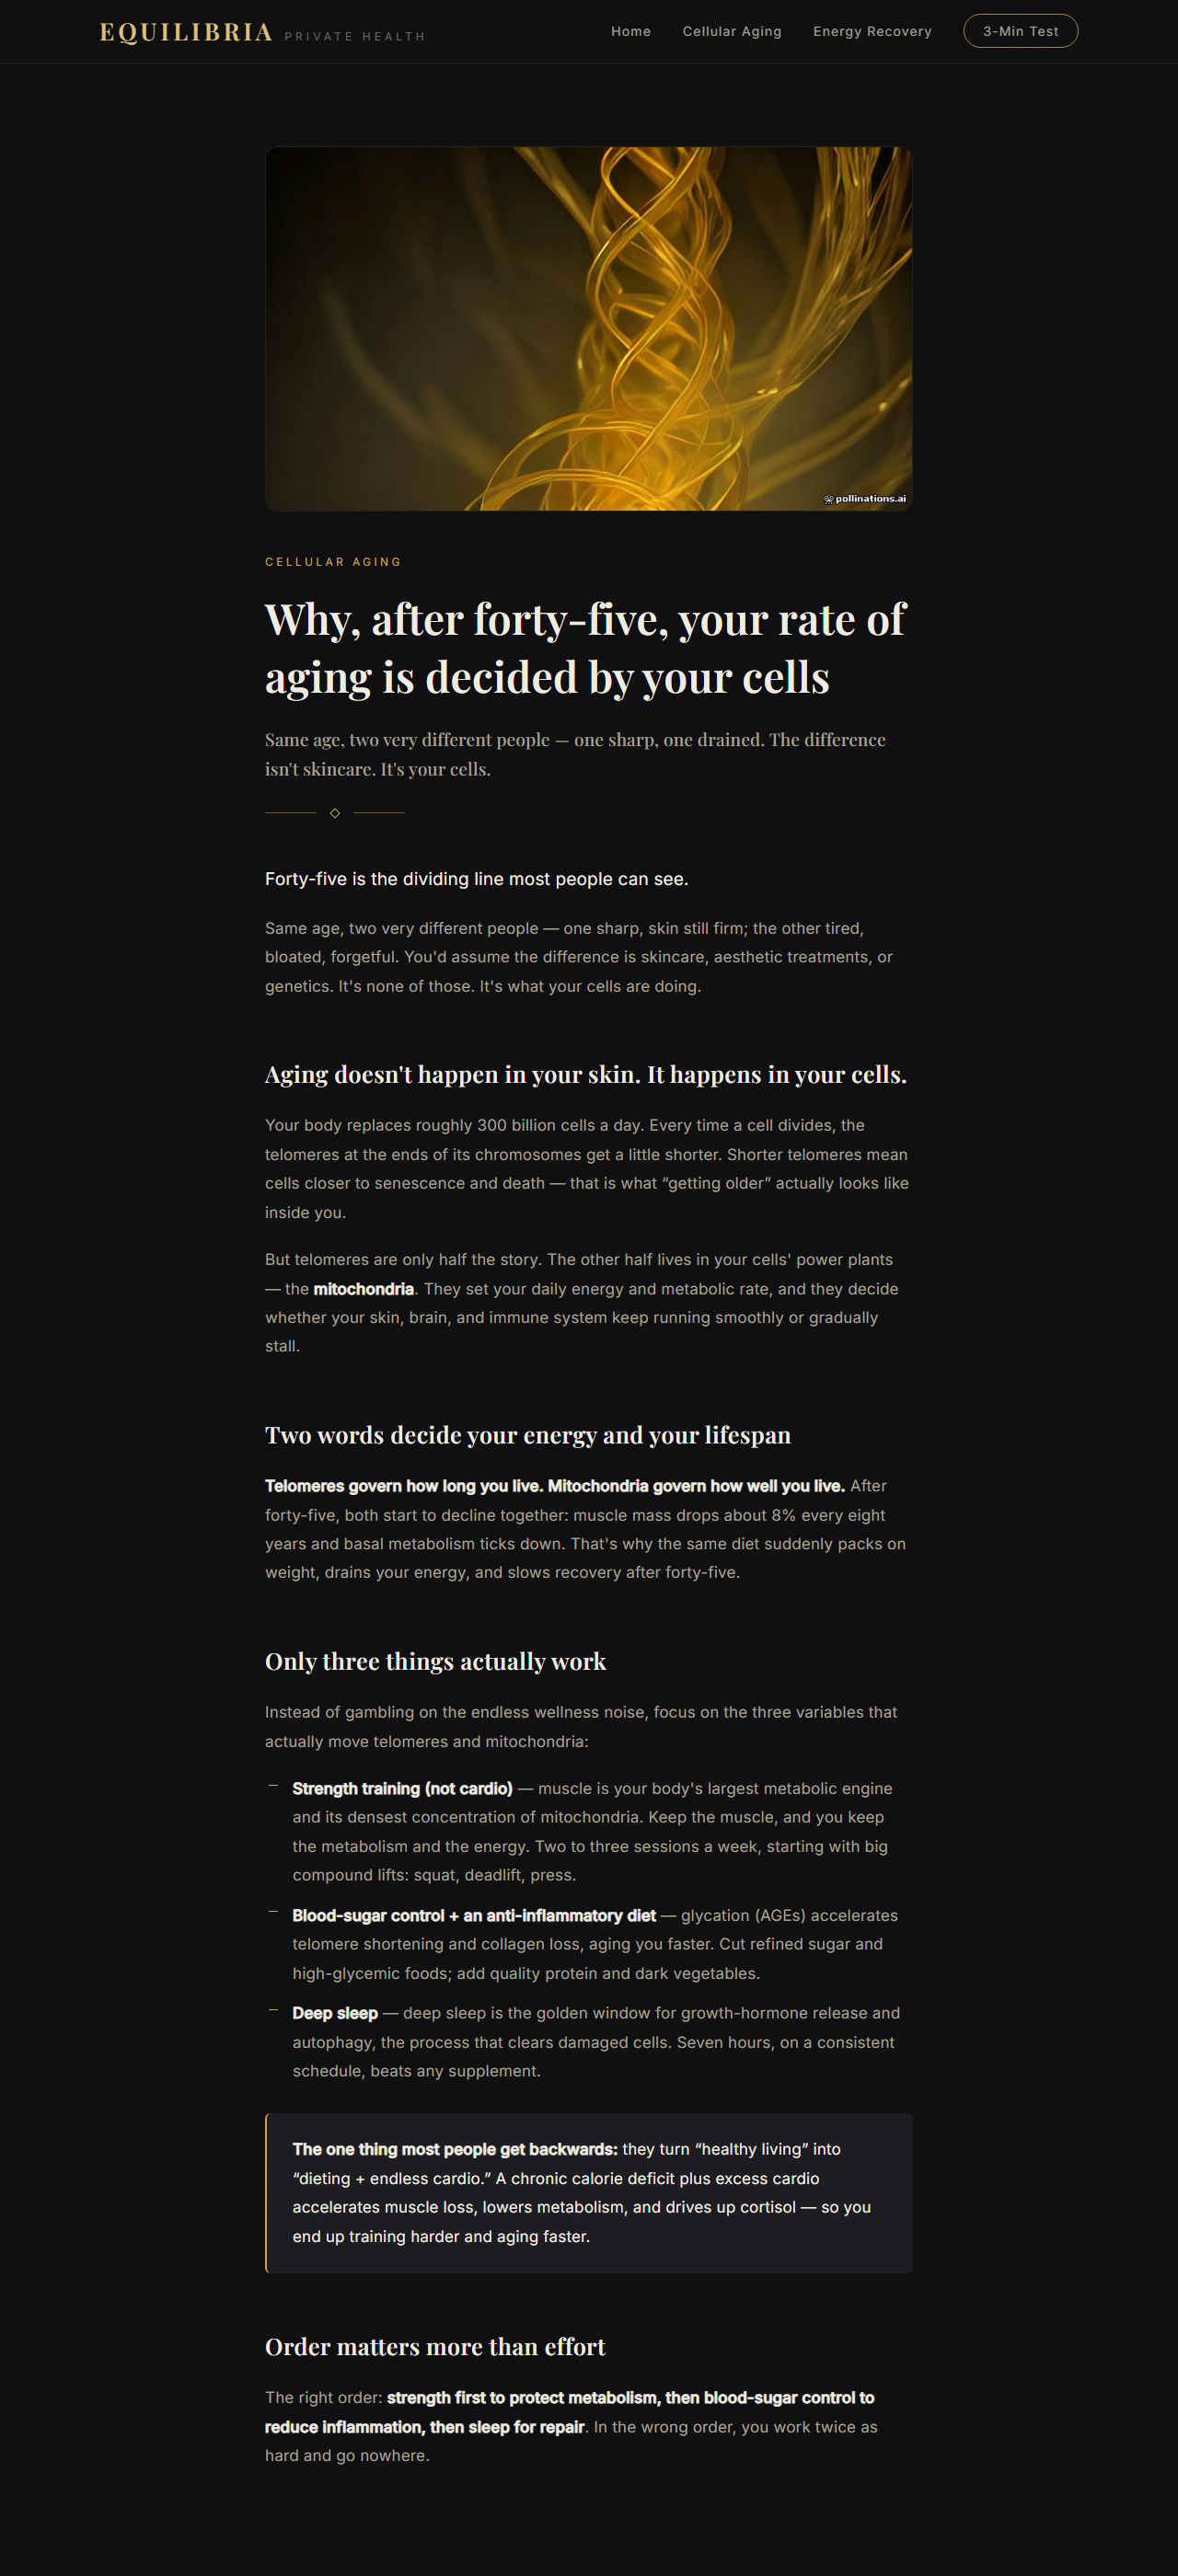 EQUILIBRIA PRIVATE HEALTH
Home Cellular Aging Energy Recovery 3-Min Test
pollinations.ai
CELLULAR AGING
Why, after forty-five, your rate of
aging is decided by your cells
Same age, two very different people — one sharp, one drained. The difference
isn't skincare. It's your cells.
Forty-five is the dividing line most people can see.
Same age, two very different people — one sharp, skin still firm; the other tired,
bloated, forgetful. You'd assume the difference is skincare, aesthetic treatments, or
genetics. It's none of those. It's what your cells are doing.
Aging doesn't happen in your skin. It happens in your cells.
Your body replaces roughly 300 billion cells a day. Every time a cell divides, the
telomeres at the ends of its chromosomes get a little shorter. Shorter telomeres mean
cells closer to senescence and death — that is what “getting older” actually looks like
inside you.
But telomeres are only half the story. The other half lives in your cells' power plants
— the mitochondria. They set your daily energy and metabolic rate, and they decide
whether your skin, brain, and immune system keep running smoothly or gradually
stall.
Two words decide your energy and your lifespan
Telomeres govern how long you live. Mitochondria govern how well you live. After
forty-five, both start to decline together: muscle mass drops about 8% every eight
years and basal metabolism ticks down. That's why the same diet suddenly packs on
weight, drains your energy, and slows recovery after forty-five.
Only three things actually work
Instead of gambling on the endless wellness noise, focus on the three variables that
actually move telomeres and mitochondria:
— Strength training (not cardio) — muscle is your body's largest metabolic engine
and its densest concentration of mitochondria. Keep the muscle, and you keep
the metabolism and the energy. Two to three sessions a week, starting with big
compound lifts: squat, deadlift, press.
— Blood-sugar control + an anti-inflammatory diet — glycation (AGEs) accelerates
telomere shortening and collagen loss, aging you faster. Cut refined sugar and
high-glycemic foods; add quality protein and dark vegetables.
— Deep sleep — deep sleep is the golden window for growth-hormone release and
autophagy, the process that clears damaged cells. Seven hours, on a consistent
schedule, beats any supplement.
The one thing most people get backwards: they turn “healthy living” into
“dieting + endless cardio.” A chronic calorie deficit plus excess cardio
accelerates muscle loss, lowers metabolism, and drives up cortisol — so you
end up training harder and aging faster.
Order matters more than effort
The right order: strength first to protect metabolism, then blood-sugar control to
reduce inflammation, then sleep for repair. In the wrong order, you work twice as
hard and go nowhere.